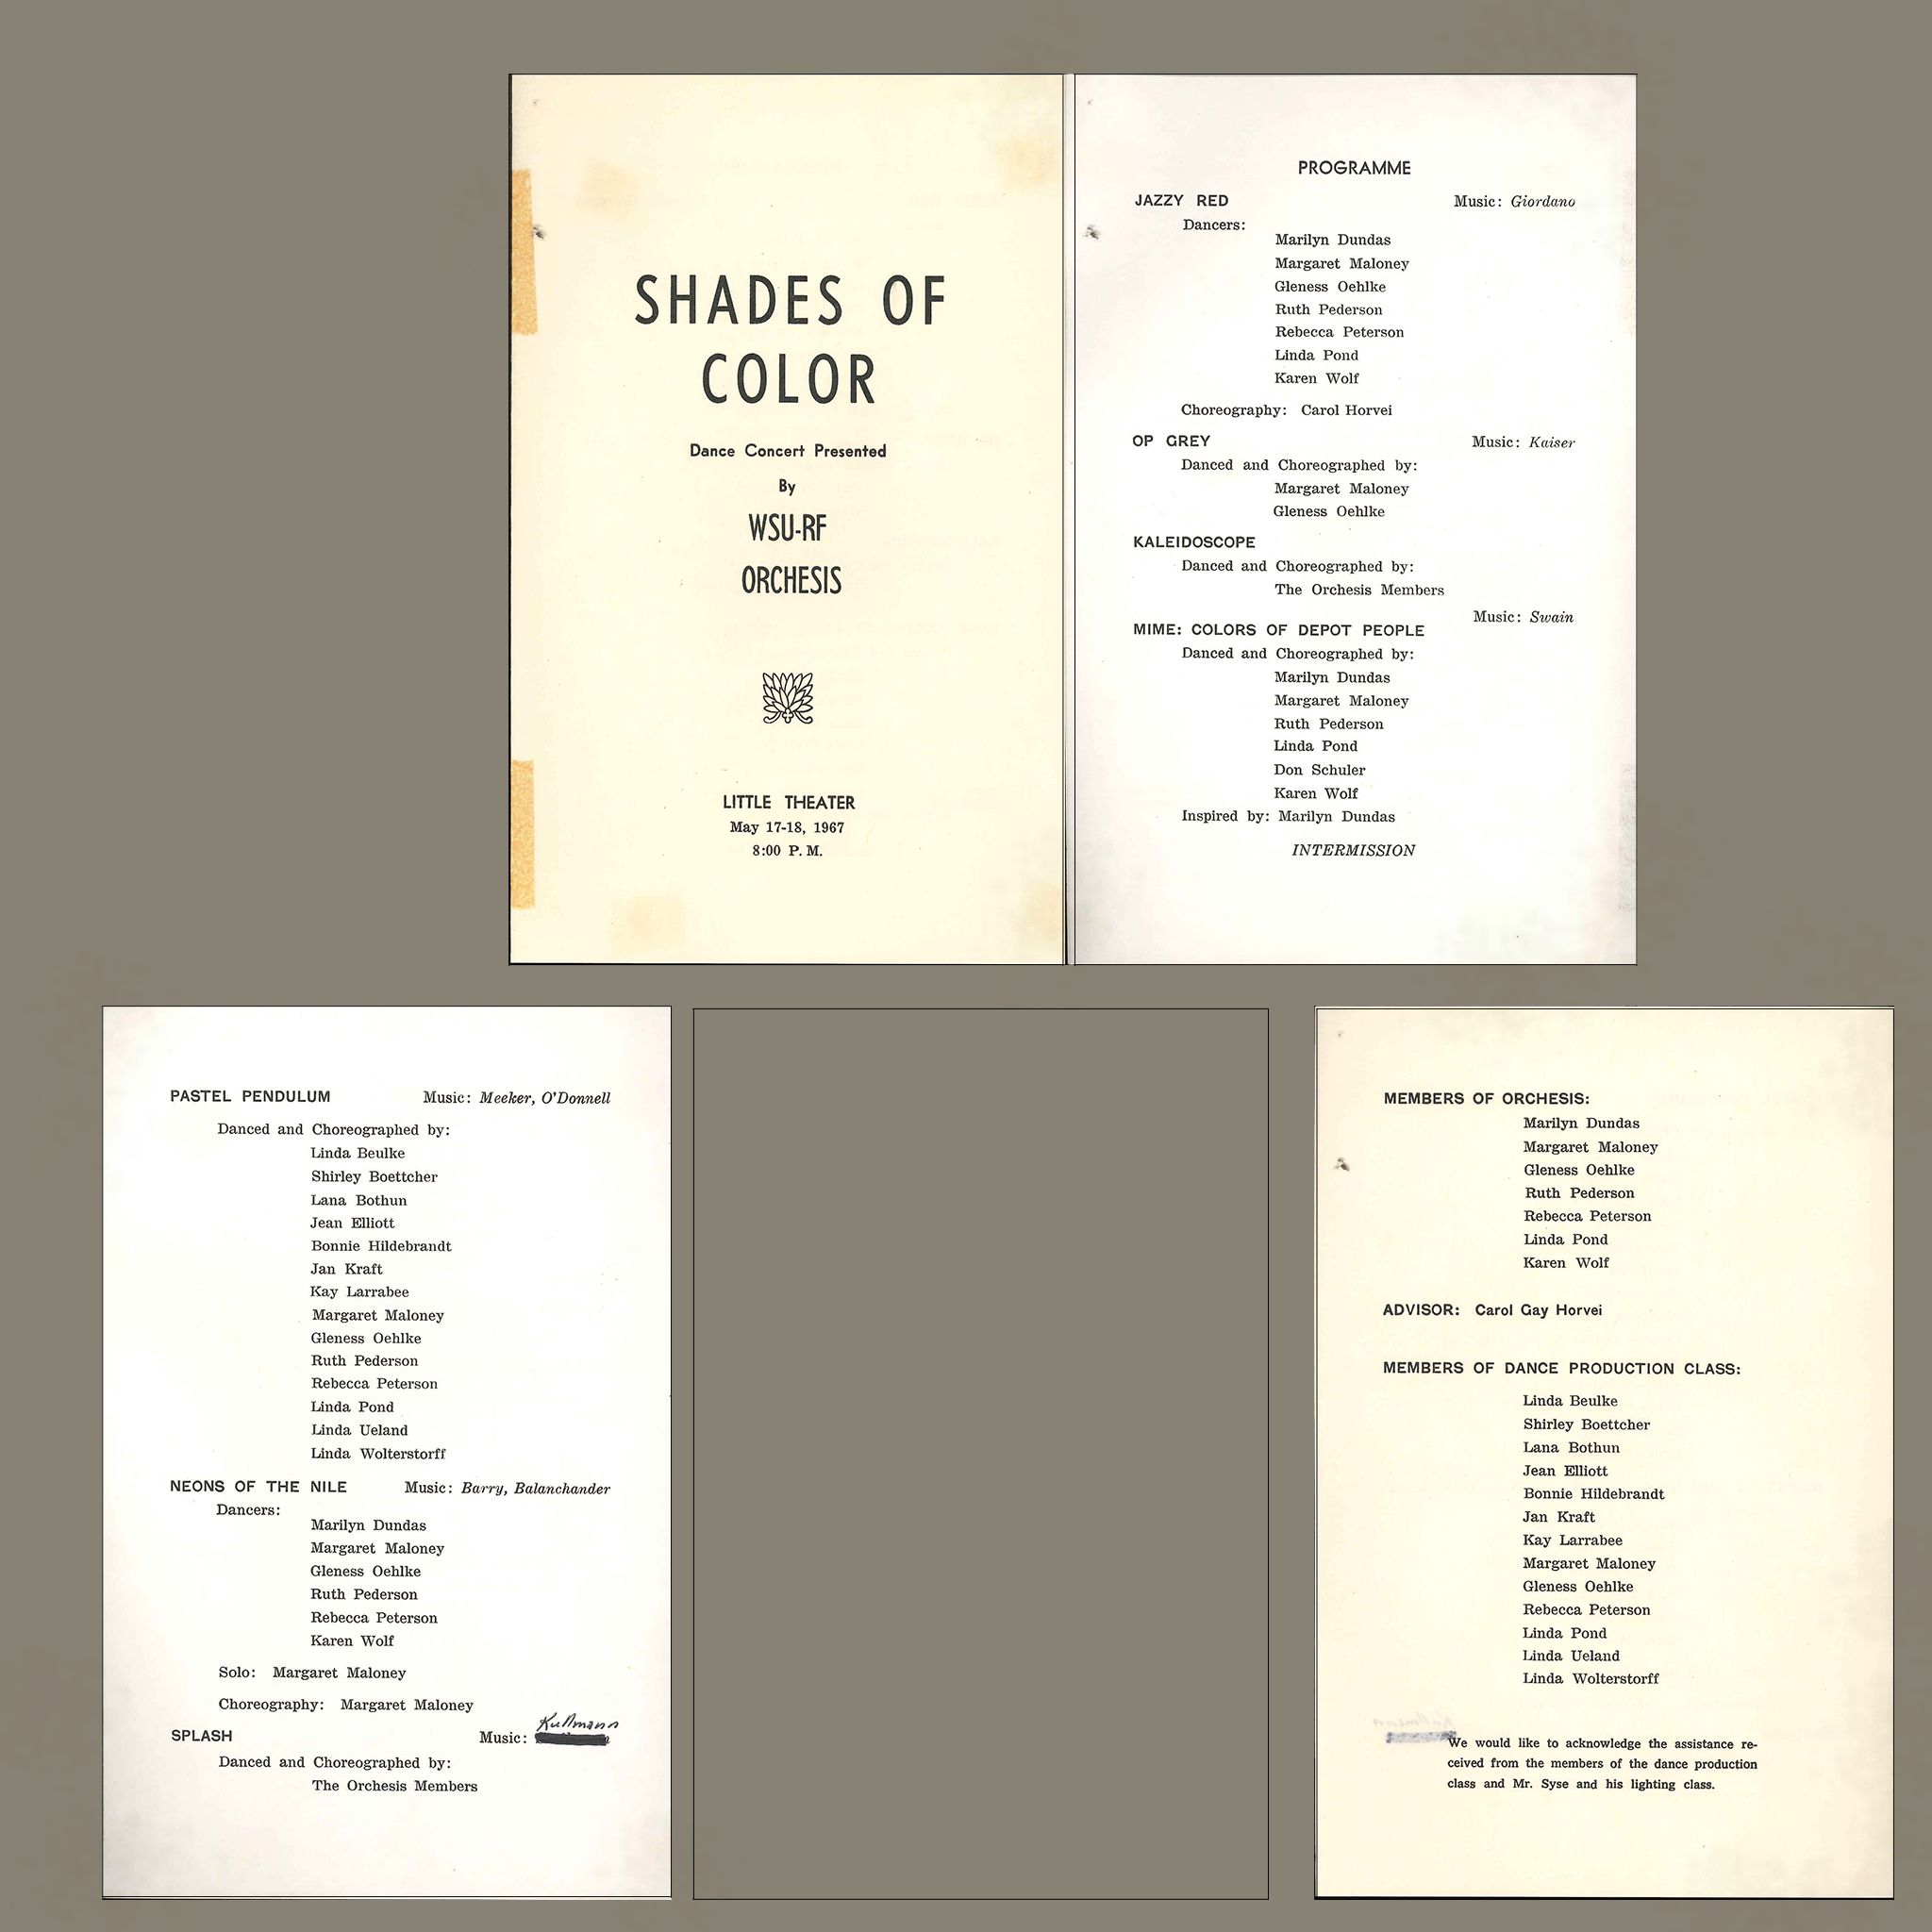 SHADES OF
COLOR
Dance Concert Presented
By
WSU-RF
ORCHESIS
LITTLE THEATER
May 17-18, 1967
8:00 P. M.
PROGRAMME
JAZZY RED Music: Giordano
Dancers:
Marilyn Dundas
Margaret Maloney
Gleness Oehlke
Ruth Pederson
Rebecca Peterson
Linda Pond
Karen Wolf
Choreography: Carol Horvei
OP GREY Music: Kaiser
Danced and Choreographed by:
Margaret Maloney
Gleness Oehlke
KALEIDOSCOPE
Danced and Choreographed by:
The Orchesis Members
Music: Swain
MIME: COLORS OF DEPOT PEOPLE
Danced and Choreographed by:
Marilyn Dundas
Margaret Maloney
Ruth Pederson
Linda Pond
Don Schuler
Karen Wolf
Inspired by: Marilyn Dundas
INTERMISSION
PASTEL PENDULUM Music: Meeker, O'Donnell
Danced and Choreographed by:
Linda Beulke
Shirley Boettcher
Lana Bothun
Jean Elliott
Bonnie Hildebrandt
Jan Kraft
Kay Larrabee
Margaret Maloney
Gleness Oehlke
Ruth Pederson
Rebecca Peterson
Linda Pond
Linda Ueland
Linda Wolterstorff
NEONS OF THE NILE Music: Barry, Balanchander
Dancers:
Marilyn Dundas
Margaret Maloney
Gleness Oehlke
Ruth Pederson
Rebecca Peterson
Karen Wolf
Solo: Margaret Maloney
Choreography: Margaret Maloney
Kullmann
SPLASH Music:
Danced and Choreographed by:
The Orchesis Members
MEMBERS OF ORCHESIS:
Marilyn Dundas
Margaret Maloney
Gleness Oehlke
Ruth Pederson
Rebecca Peterson
Linda Pond
Karen Wolf
ADVISOR: Carol Gay Horvei
MEMBERS OF DANCE PRODUCTION CLASS:
Linda Beulke
Shirley Boettcher
Lana Bothun
Jean Elliott
Bonnie Hildebrandt
Jan Kraft
Kay Larrabee
Margaret Maloney
Gleness Oehlke
Rebecca Peterson
Linda Pond
Linda Ueland
Linda Wolterstorff
We would like to acknowledge the assistance re-
ceived from the members of the dance production
class and Mr. Syse and his lighting class.